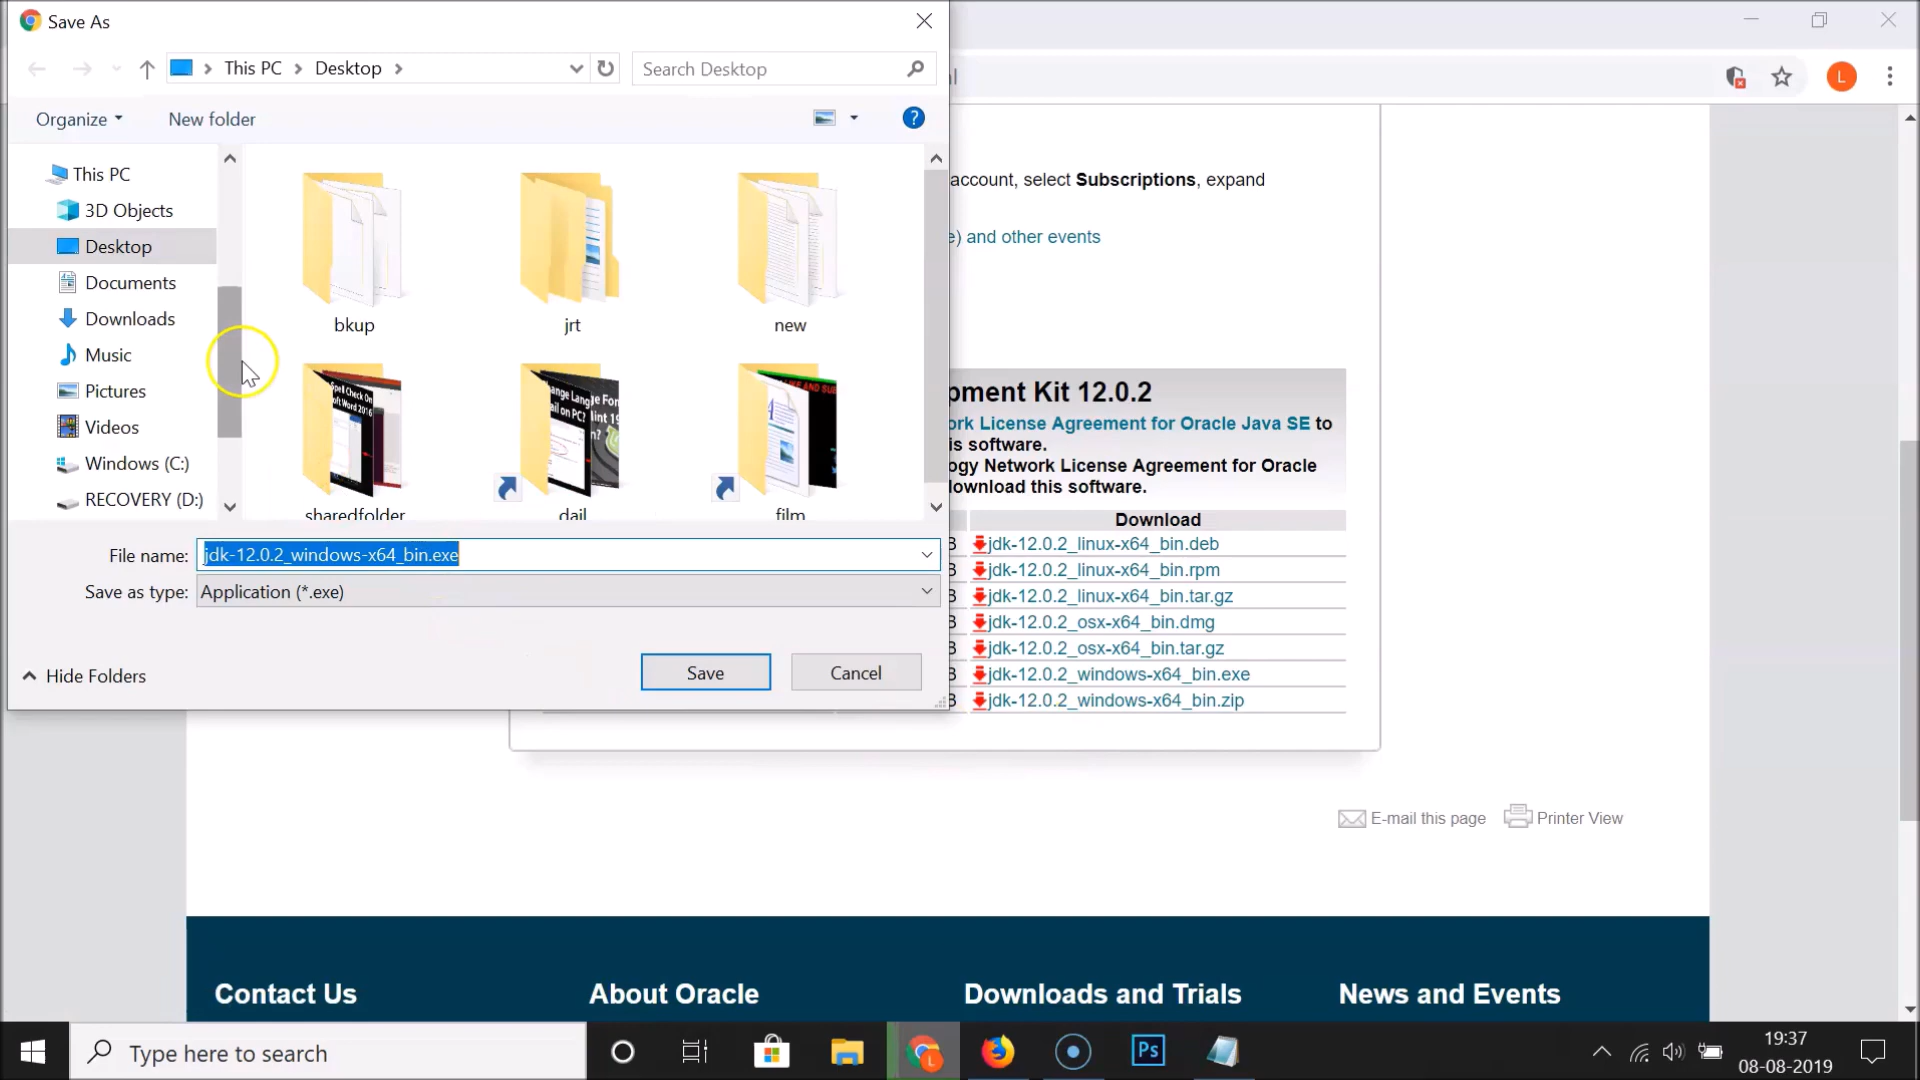 Save As
This PC
Desktop
Search Desktop
Organize
New folder
This PC
3D Objects
Desktop
Documents
Downloads
Music
Pictures
Videos
Windows (C:)
RECOVERY (D:)
bkup
jrt
new
sharedfolder
dail
film
File name:
jdk-12.0.2_windows-x64_bin.exe
Save as type:
Application (*.exe)
Hide Folders
Save
Cancel
L
account, select Subscriptions, expand
e) and other events
pment Kit 12.0.2
ork License Agreement for Oracle Java SE to
is software.
ogy Network License Agreement for Oracle
ownload this software.
Download
jdk-12.0.2_linux-x64_bin.deb
jdk-12.0.2_linux-x64_bin.rpm
jdk-12.0.2_linux-x64_bin.tar.gz
jdk-12.0.2_osx-x64_bin.dmg
jdk-12.0.2_osx-x64_bin.tar.gz
jdk-12.0.2_windows-x64_bin.exe
jdk-12.0.2_windows-x64_bin.zip
E-mail this page
Printer View
Contact Us
About Oracle
Downloads and Trials
News and Events
Type here to search
L
Ps
19:37
08-08-2019